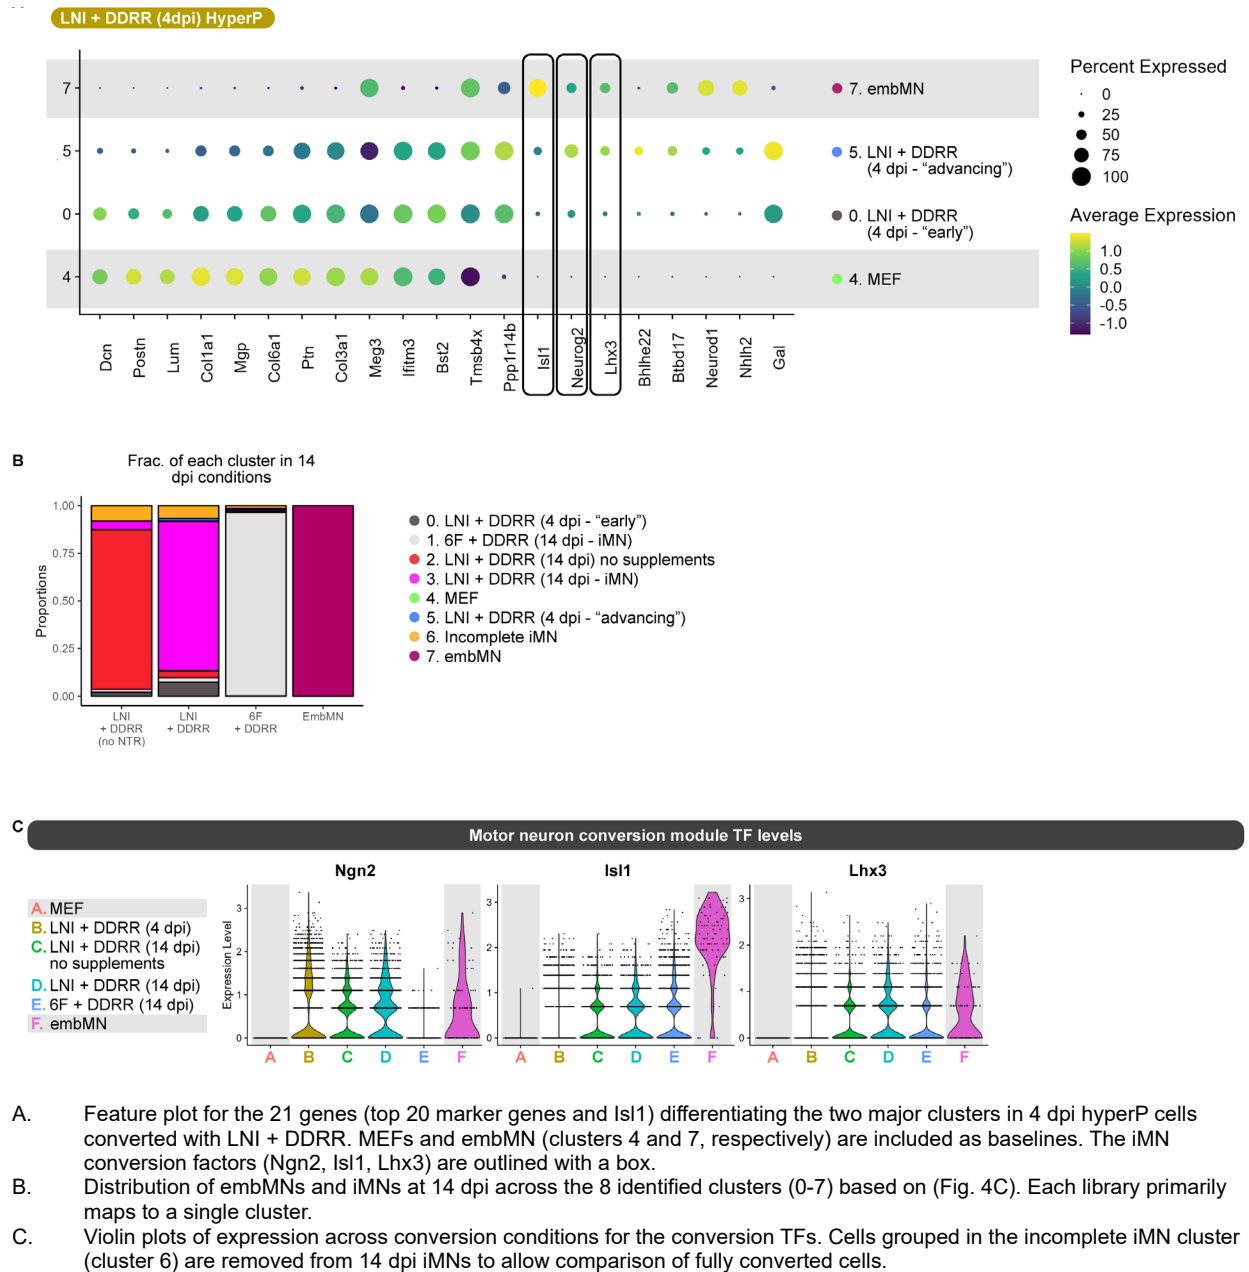 LNI + DDRR (4dpi) HyperP
7
5
0
4
7. embMN
5. LNI + DDRR
(4 dpi - “advancing”)
0. LNI + DDRR
(4 dpi - “early”)
4. MEF
Percent Expressed
0
25
50
75
100
Average Expression
1.0
0.5
0.0
-0.5
-1.0
Dcn
Postn
Lum
Col1a1
Mgp
Col6a1
Ptn
Col3a1
Meg3
Ifitm3
Bst2
Tmsb4x
Ppp1r14b
Isl1
Neurog2
Lhx3
Bhlhe22
Btbd17
Neurod1
Nhlh2
Gal
B
Frac. of each cluster in 14
dpi conditions
Proportions
1.00
0.75
0.50
0.25
0.00
LNI
+ DDRR
(no NTR)
LNI
+ DDRR
6F
+ DDRR
EmbMN
0. LNI + DDRR (4 dpi - “early”)
1. 6F + DDRR (14 dpi - iMN)
2. LNI + DDRR (14 dpi) no supplements
3. LNI + DDRR (14 dpi - iMN)
4. MEF
5. LNI + DDRR (4 dpi - “advancing”)
6. Incomplete iMN
7. embMN
C
Motor neuron conversion module TF levels
A. MEF
B. LNI + DDRR (4 dpi)
C. LNI + DDRR (14 dpi)
no supplements
D. LNI + DDRR (14 dpi)
E. 6F + DDRR (14 dpi)
F. embMN
Ngn2
Expression Level
3
2
1
0
A B C D E F
Isl1
3
2
1
0
A B C D E F
Lhx3
3
2
1
0
A B C D E F
A. Feature plot for the 21 genes (top 20 marker genes and Isl1) differentiating the two major clusters in 4 dpi hyperP cells
converted with LNI + DDRR. MEFs and embMN (clusters 4 and 7, respectively) are included as baselines. The iMN
conversion factors (Ngn2, Isl1, Lhx3) are outlined with a box.
B. Distribution of embMNs and iMNs at 14 dpi across the 8 identified clusters (0-7) based on (Fig. 4C). Each library primarily
maps to a single cluster.
C. Violin plots of expression across conversion conditions for the conversion TFs. Cells grouped in the incomplete iMN cluster
(cluster 6) are removed from 14 dpi iMNs to allow comparison of fully converted cells.